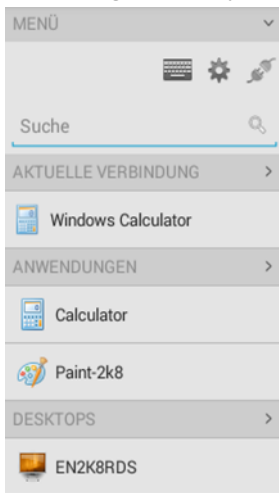 MENÜ
Suche
AKTUELLE VERBINDUNG
Windows Calculator
ANWENDUNGEN
Calculator
Paint-2k8
DESKTOPS
EN2K8RDS